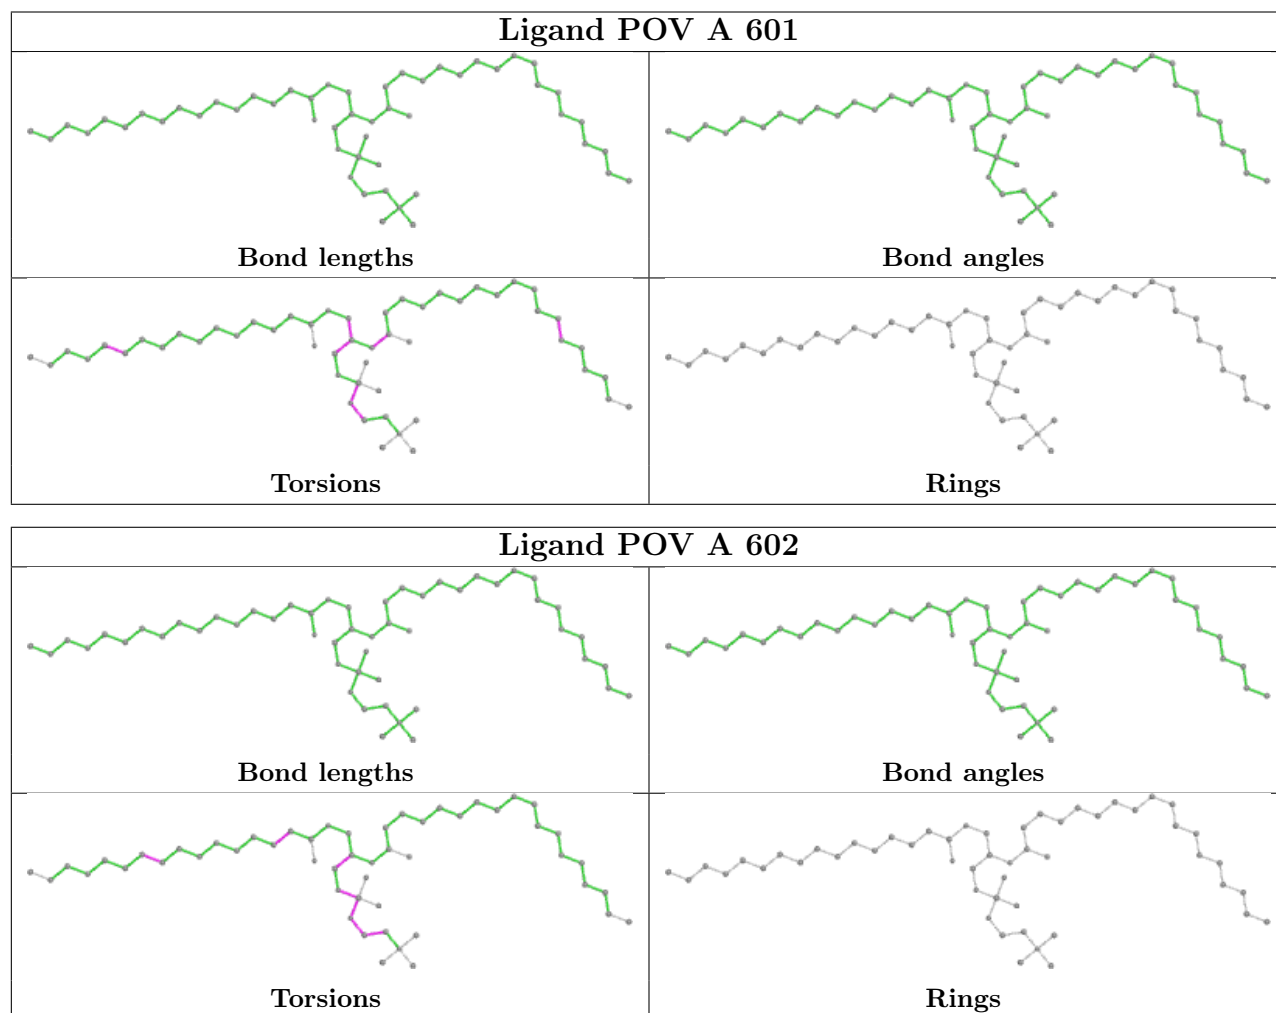 Ligand POV A 601
Bond lengths
Bond angles
Torsions
Rings
Ligand POV A 602
Bond lengths
Bond angles
Torsions
Rings